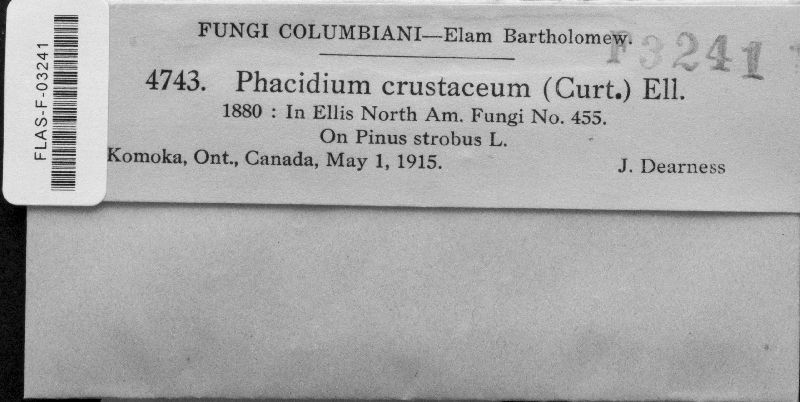 FUNGI COLUMBIANI—Elam Bartholomew.
F3241
4743. Phacidium crustaceum (Curt.) Ell.
1880 : In Ellis North Am. Fungi No. 455.
On Pinus strobus L.
Komoka, Ont., Canada, May 1, 1915. J. Dearness
FLAS-F-03241